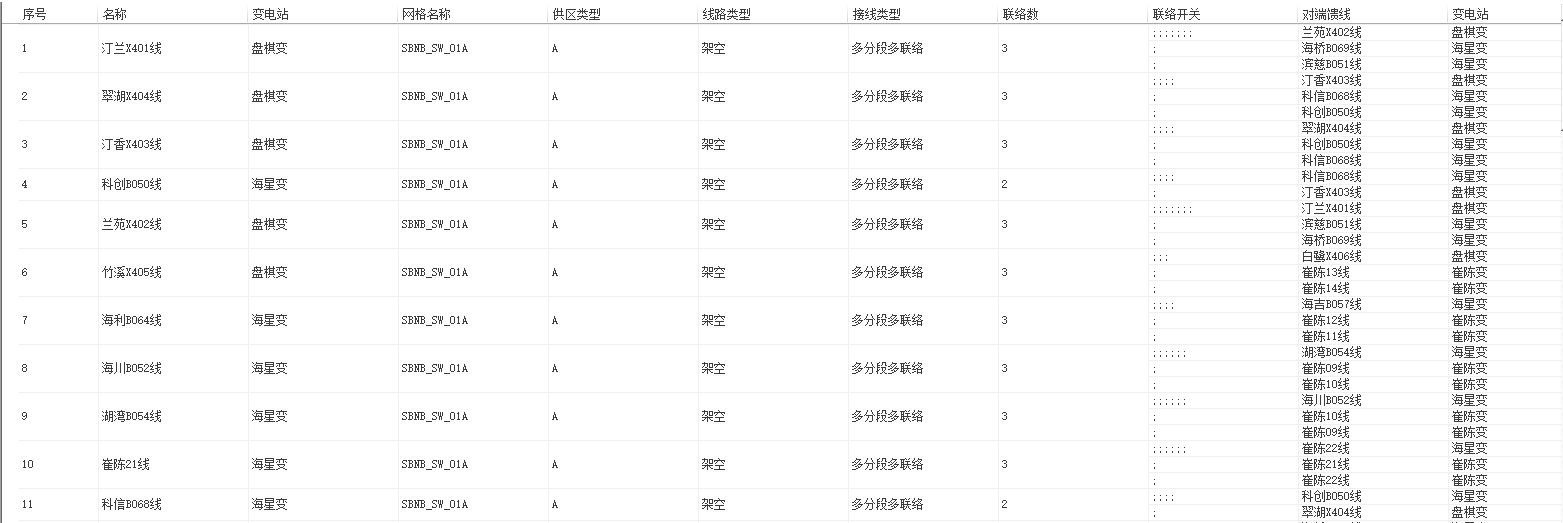 序号 名称 变电站 网格名称 供区类型 线路类型 接线类型 联络数 联络开关 对端馈线 变电站
1 汀兰X401线 盘棋变 SBNB_SW_01A A 架空 多分段多联络 3 ;;;;;;; 兰苑X402线 盘棋变
; 海桥B069线 海星变
; 滨慈B051线 海星变
2 翠湖X404线 盘棋变 SBNB_SW_01A A 架空 多分段多联络 3 ;;;; 汀香X403线 盘棋变
; 科信B068线 海星变
; 科创B050线 海星变
3 汀香X403线 盘棋变 SBNB_SW_01A A 架空 多分段多联络 3 ;;;; 翠湖X404线 盘棋变
; 科创B050线 海星变
; 科信B068线 海星变
4 科创B050线 海星变 SBNB_SW_01A A 架空 多分段多联络 2 ;;;; 科信B068线 海星变
; 汀香X403线 盘棋变
5 兰苑X402线 盘棋变 SBNB_SW_01A A 架空 多分段多联络 3 ;;;;;;; 汀兰X401线 盘棋变
; 滨慈B051线 海星变
; 海桥B069线 海星变
6 竹溪X405线 盘棋变 SBNB_SW_01A A 架空 多分段多联络 3 ;;; 白鹭X406线 盘棋变
; 崔陈13线 崔陈变
; 崔陈14线 崔陈变
7 海利B064线 海星变 SBNB_SW_01A A 架空 多分段多联络 3 ;;;; 海吉B057线 海星变
; 崔陈12线 崔陈变
; 崔陈11线 崔陈变
8 海川B052线 海星变 SBNB_SW_01A A 架空 多分段多联络 3 ;;;;;; 湖湾B054线 海星变
; 崔陈09线 崔陈变
; 崔陈10线 崔陈变
9 湖湾B054线 海星变 SBNB_SW_01A A 架空 多分段多联络 3 ;;;;;; 海川B052线 海星变
; 崔陈10线 崔陈变
; 崔陈09线 崔陈变
10 崔陈21线 海星变 SBNB_SW_01A A 架空 多分段多联络 3 ;;;;;; 崔陈22线 海星变
; 崔陈21线 崔陈变
; 崔陈22线 崔陈变
11 科信B068线 海星变 SBNB_SW_01A A 架空 多分段多联络 2 ;;;; 科创B050线 海星变
; 翠湖X404线 盘棋变